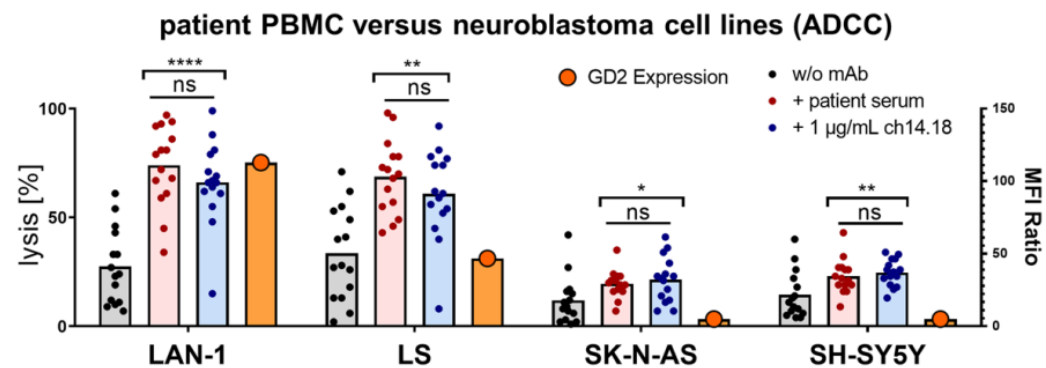 patient PBMC versus neuroblastoma cell lines (ADCC)
**** ns
** ns
* ns
** ns
GD2 Expression
w/o mAb
+ patient serum
+ 1 µg/mL ch14.18
lysis [%]
100
50
0
MFI Ratio
150
100
50
0
LAN-1 LS SK-N-AS SH-SY5Y